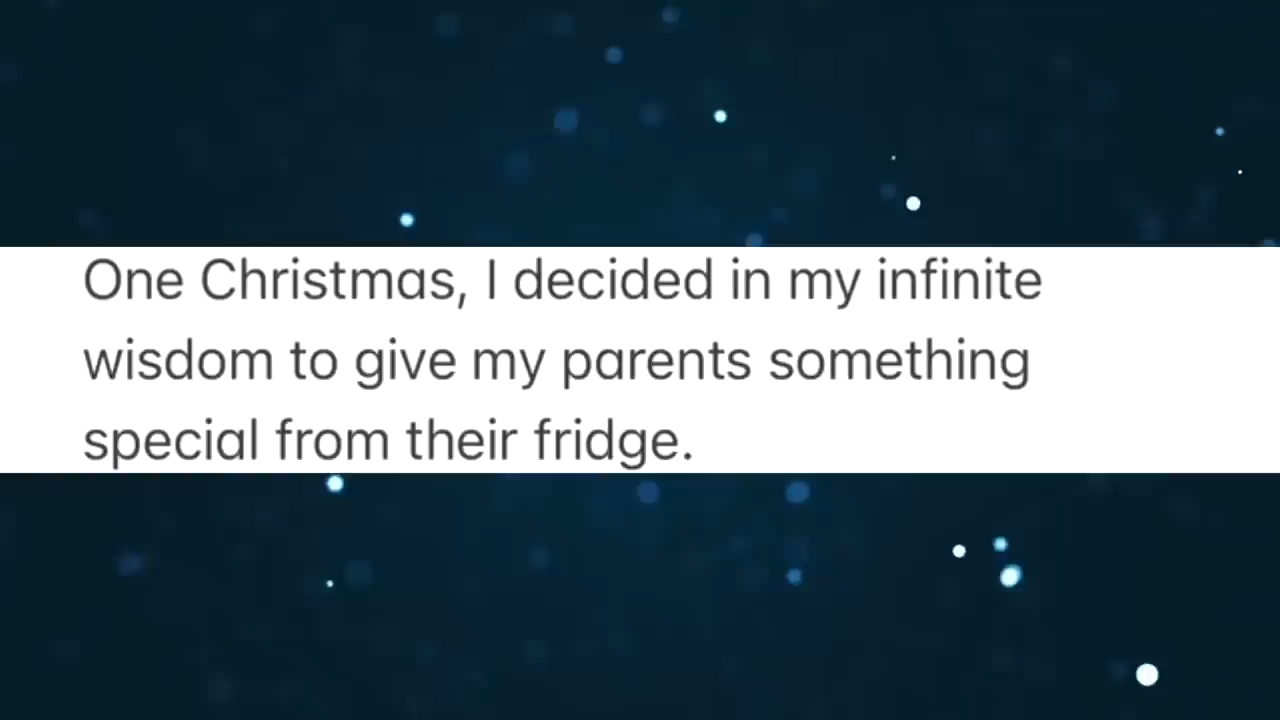 One Christmas, I decided in my infinite
wisdom to give my parents something
special from their fridge.